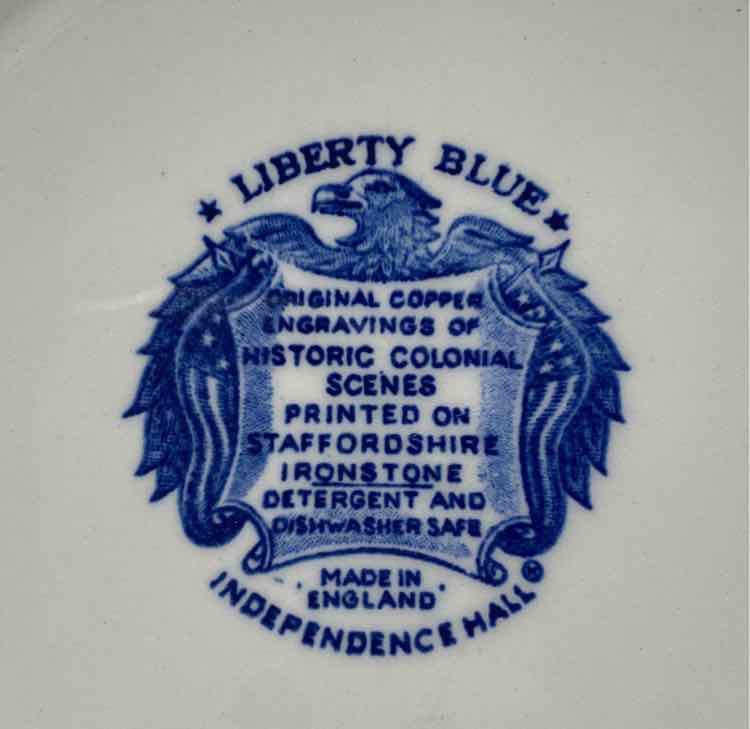 LIBERTY BLUE
ORIGINAL COPPER
ENGRAVINGS OF
HISTORIC COLONIAL
SCENES
PRINTED ON
STAFFORDSHIRE
IRONSTONE
DETERGENT AND
DISHWASHER SAFE
MADE IN
ENGLAND
INDEPENDENCE HALL ®